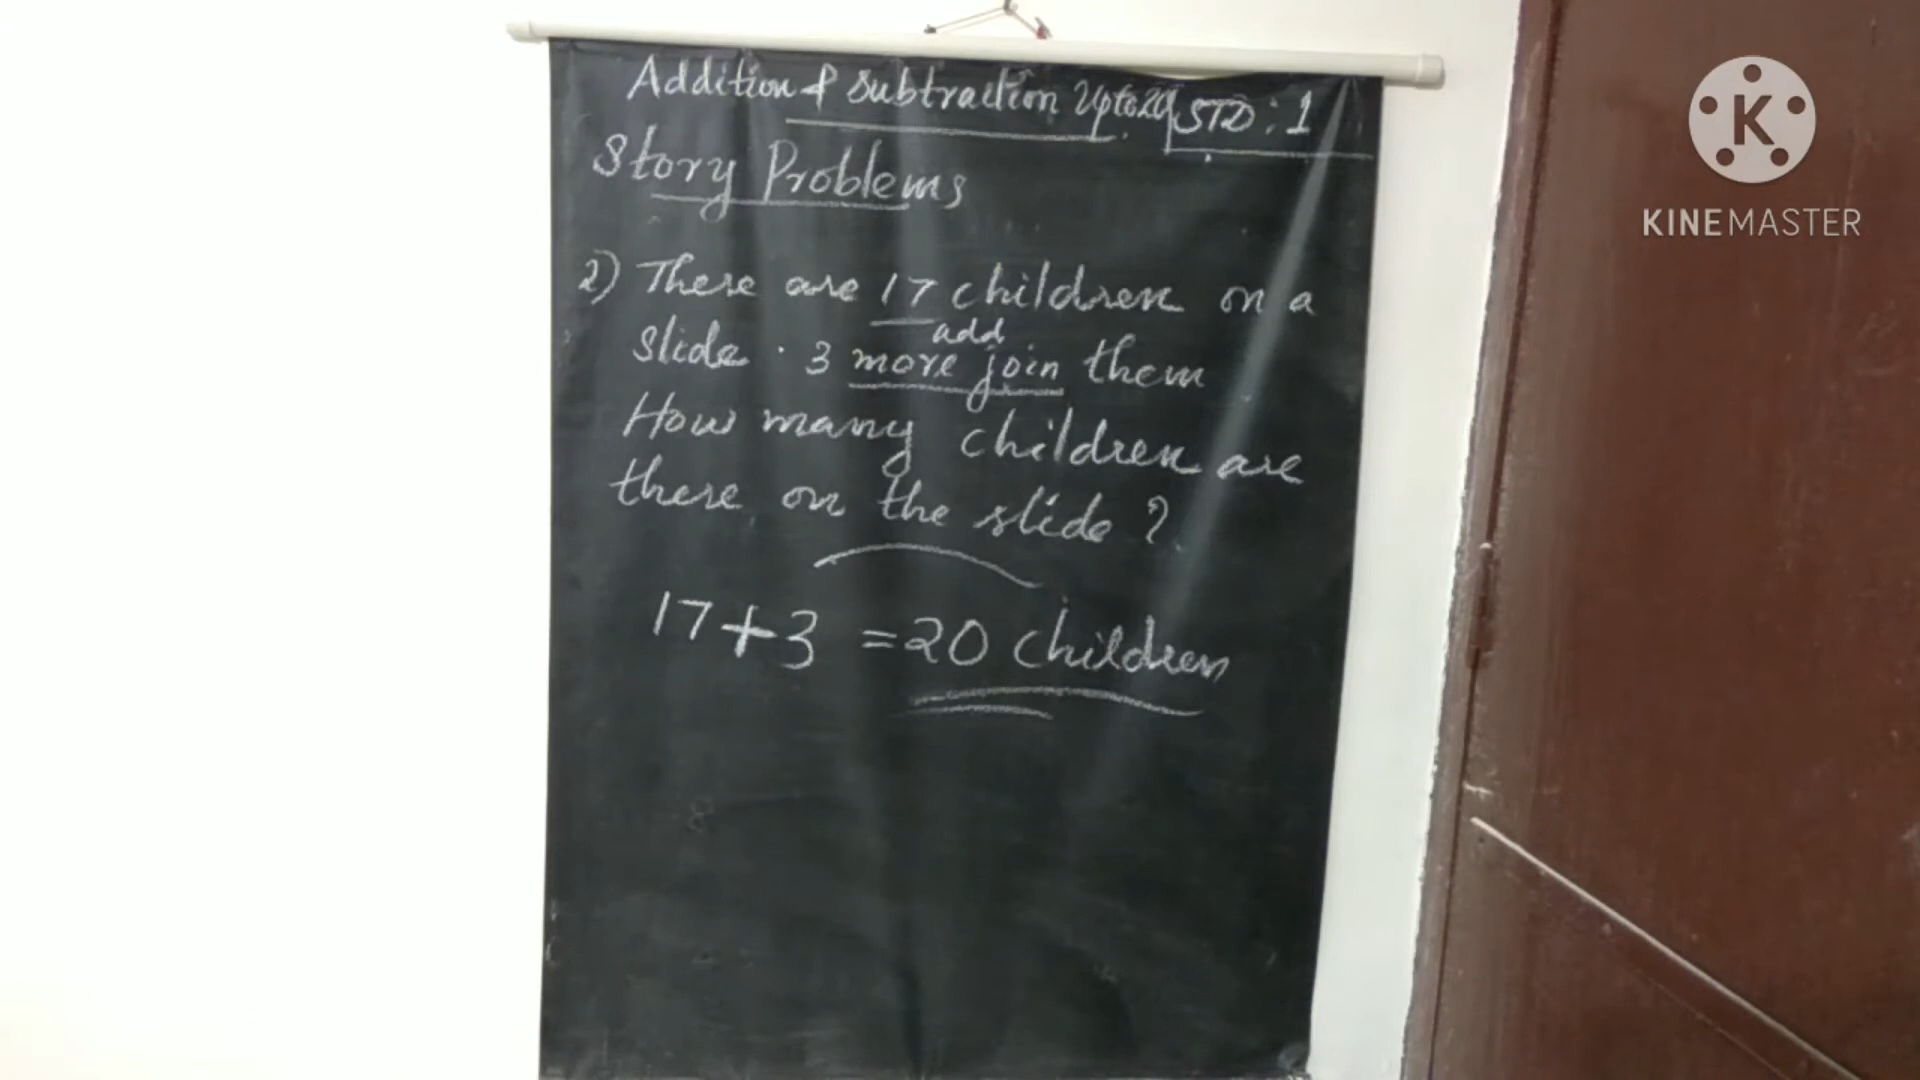 Addition & Subtraction Upto 20 STD: 1
Story Problems
2) There are 17 children on a
add
slide. 3 more join them
How many children are
there on the slide?
17+3 =20 children
K
KINEMASTER